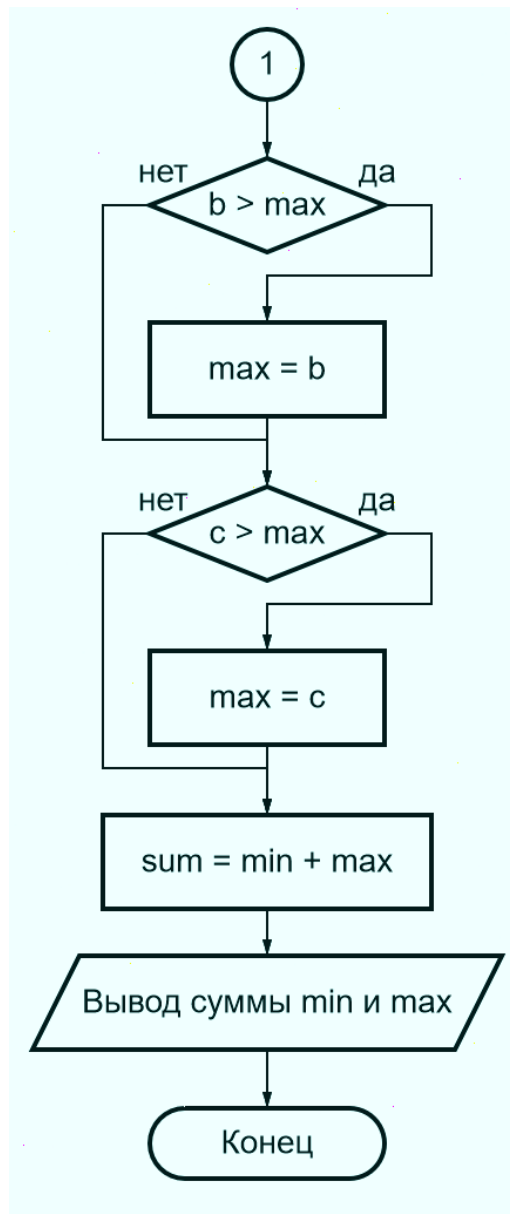 1
нет
да
b > max
max = b
нет
да
c > max
max = c
sum = min + max
Вывод суммы min и max
Конец